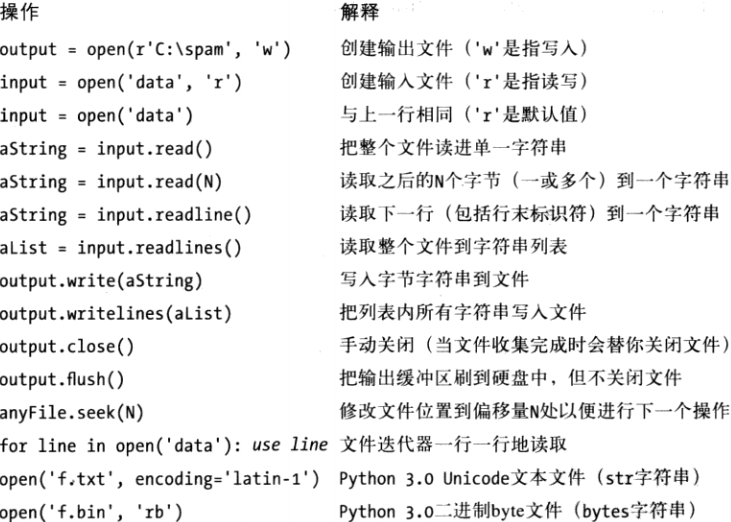 操作 解释
output = open(r'C:\spam', 'w') 创建输出文件（'w'是指写入）
input = open('data', 'r') 创建输入文件（'r'是指读写）
input = open('data') 与上一行相同（'r'是默认值）
aString = input.read() 把整个文件读进单一字符串
aString = input.read(N) 读取之后的N个字节（一或多个）到一个字符串
aString = input.readline() 读取下一行（包括行末标识符）到一个字符串
aList = input.readlines() 读取整个文件到字符串列表
output.write(aString) 写入字节字符串到文件
output.writelines(aList) 把列表内所有字符串写入文件
output.close() 手动关闭（当文件收集完成时会替你关闭文件）
output.flush() 把输出缓冲区刷到硬盘中，但不关闭文件
anyFile.seek(N) 修改文件位置到偏移量N处以便进行下一个操作
for line in open('data'): use line 文件迭代器一行一行地读取
open('f.txt', encoding='latin-1') Python 3.0 Unicode文本文件（str字符串）
open('f.bin', 'rb') Python 3.0二进制byte文件（bytes字符串）